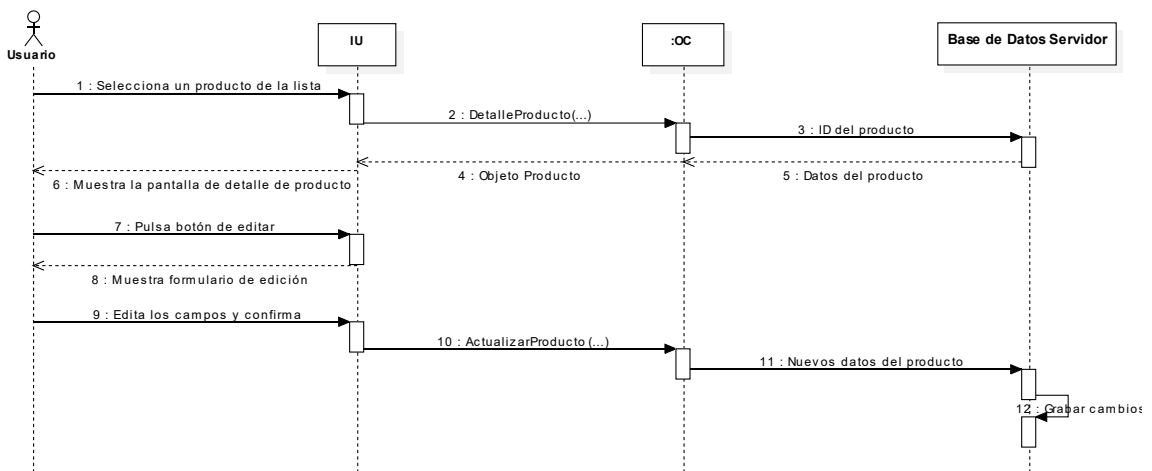 Usuario
IU
:OC
Base de Datos Servidor
1 : Selecciona un producto de la lista
2 : DetalleProducto(...)
3 : ID del producto
4 : Objeto Producto
5 : Datos del producto
6 : Muestra la pantalla de detalle de producto
7 : Pulsa botón de editar
8 : Muestra formulario de edición
9 : Edita los campos y confirma
10 : ActualizarProducto (...)
11 : Nuevos datos del producto
12 : Grabar cambios